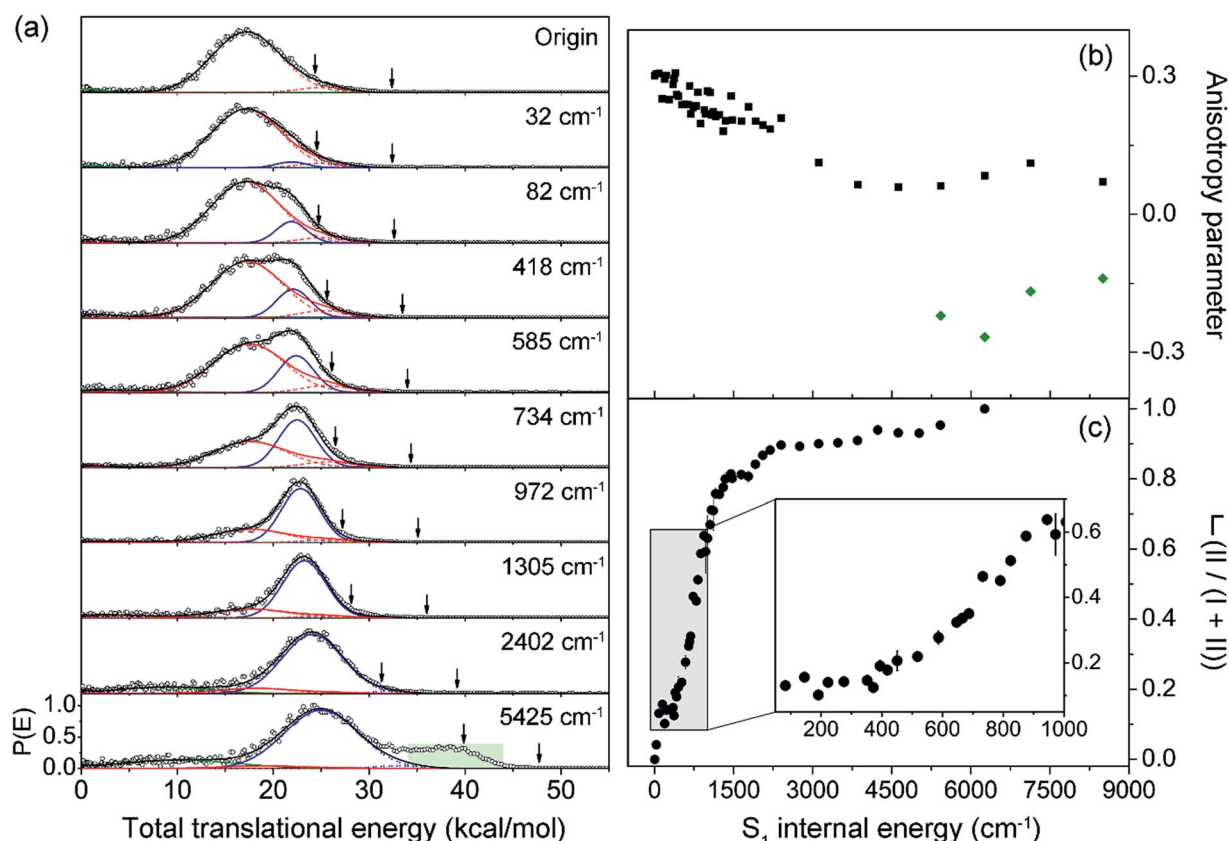 (a)
Origin
32 cm⁻¹
82 cm⁻¹
418 cm⁻¹
585 cm⁻¹
734 cm⁻¹
972 cm⁻¹
1305 cm⁻¹
2402 cm⁻¹
5425 cm⁻¹
P(E)
1.0
0.5
0.0
0 10 20 30 40 50
Total translational energy (kcal/mol)
(b)
0.3
0.0
-0.3
Anisotropy parameter
(c)
1.0
0.8
0.6
0.4
0.2
0.0
Γ (II / (I + II))
0.6
0.4
0.2
200 400 600 800 1000
0 1500 3000 4500 6000 7500 9000
S₁ internal energy (cm⁻¹)